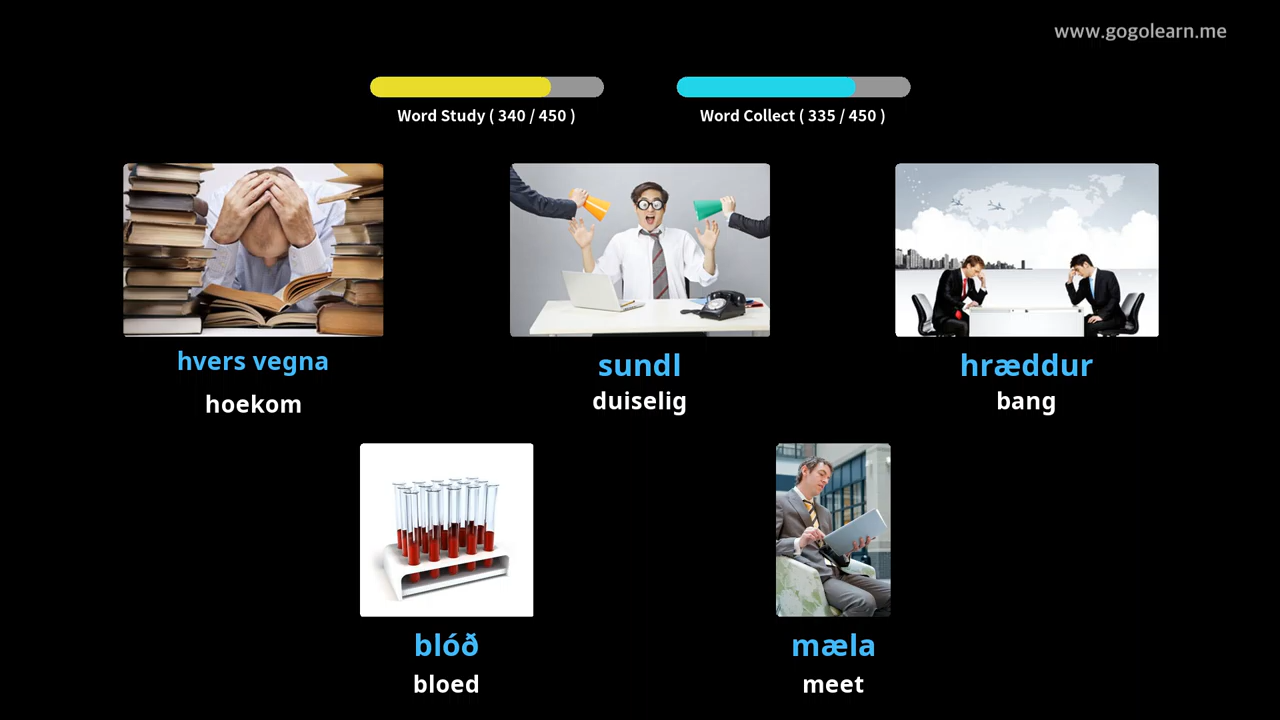 www.gogolearn.me
Word Study ( 340 / 450 )
Word Collect ( 335 / 450 )
hvers vegna
hoekom
sundl
duiselig
hræddur
bang
blóð
bloed
mæla
meet